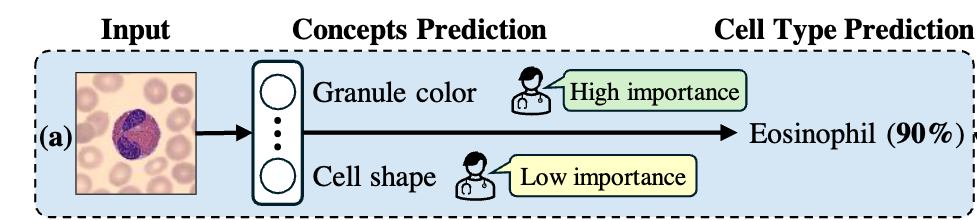 Input Concepts Prediction Cell Type Prediction
Granule color High importance
(a) Eosinophil (90%)
Cell shape Low importance